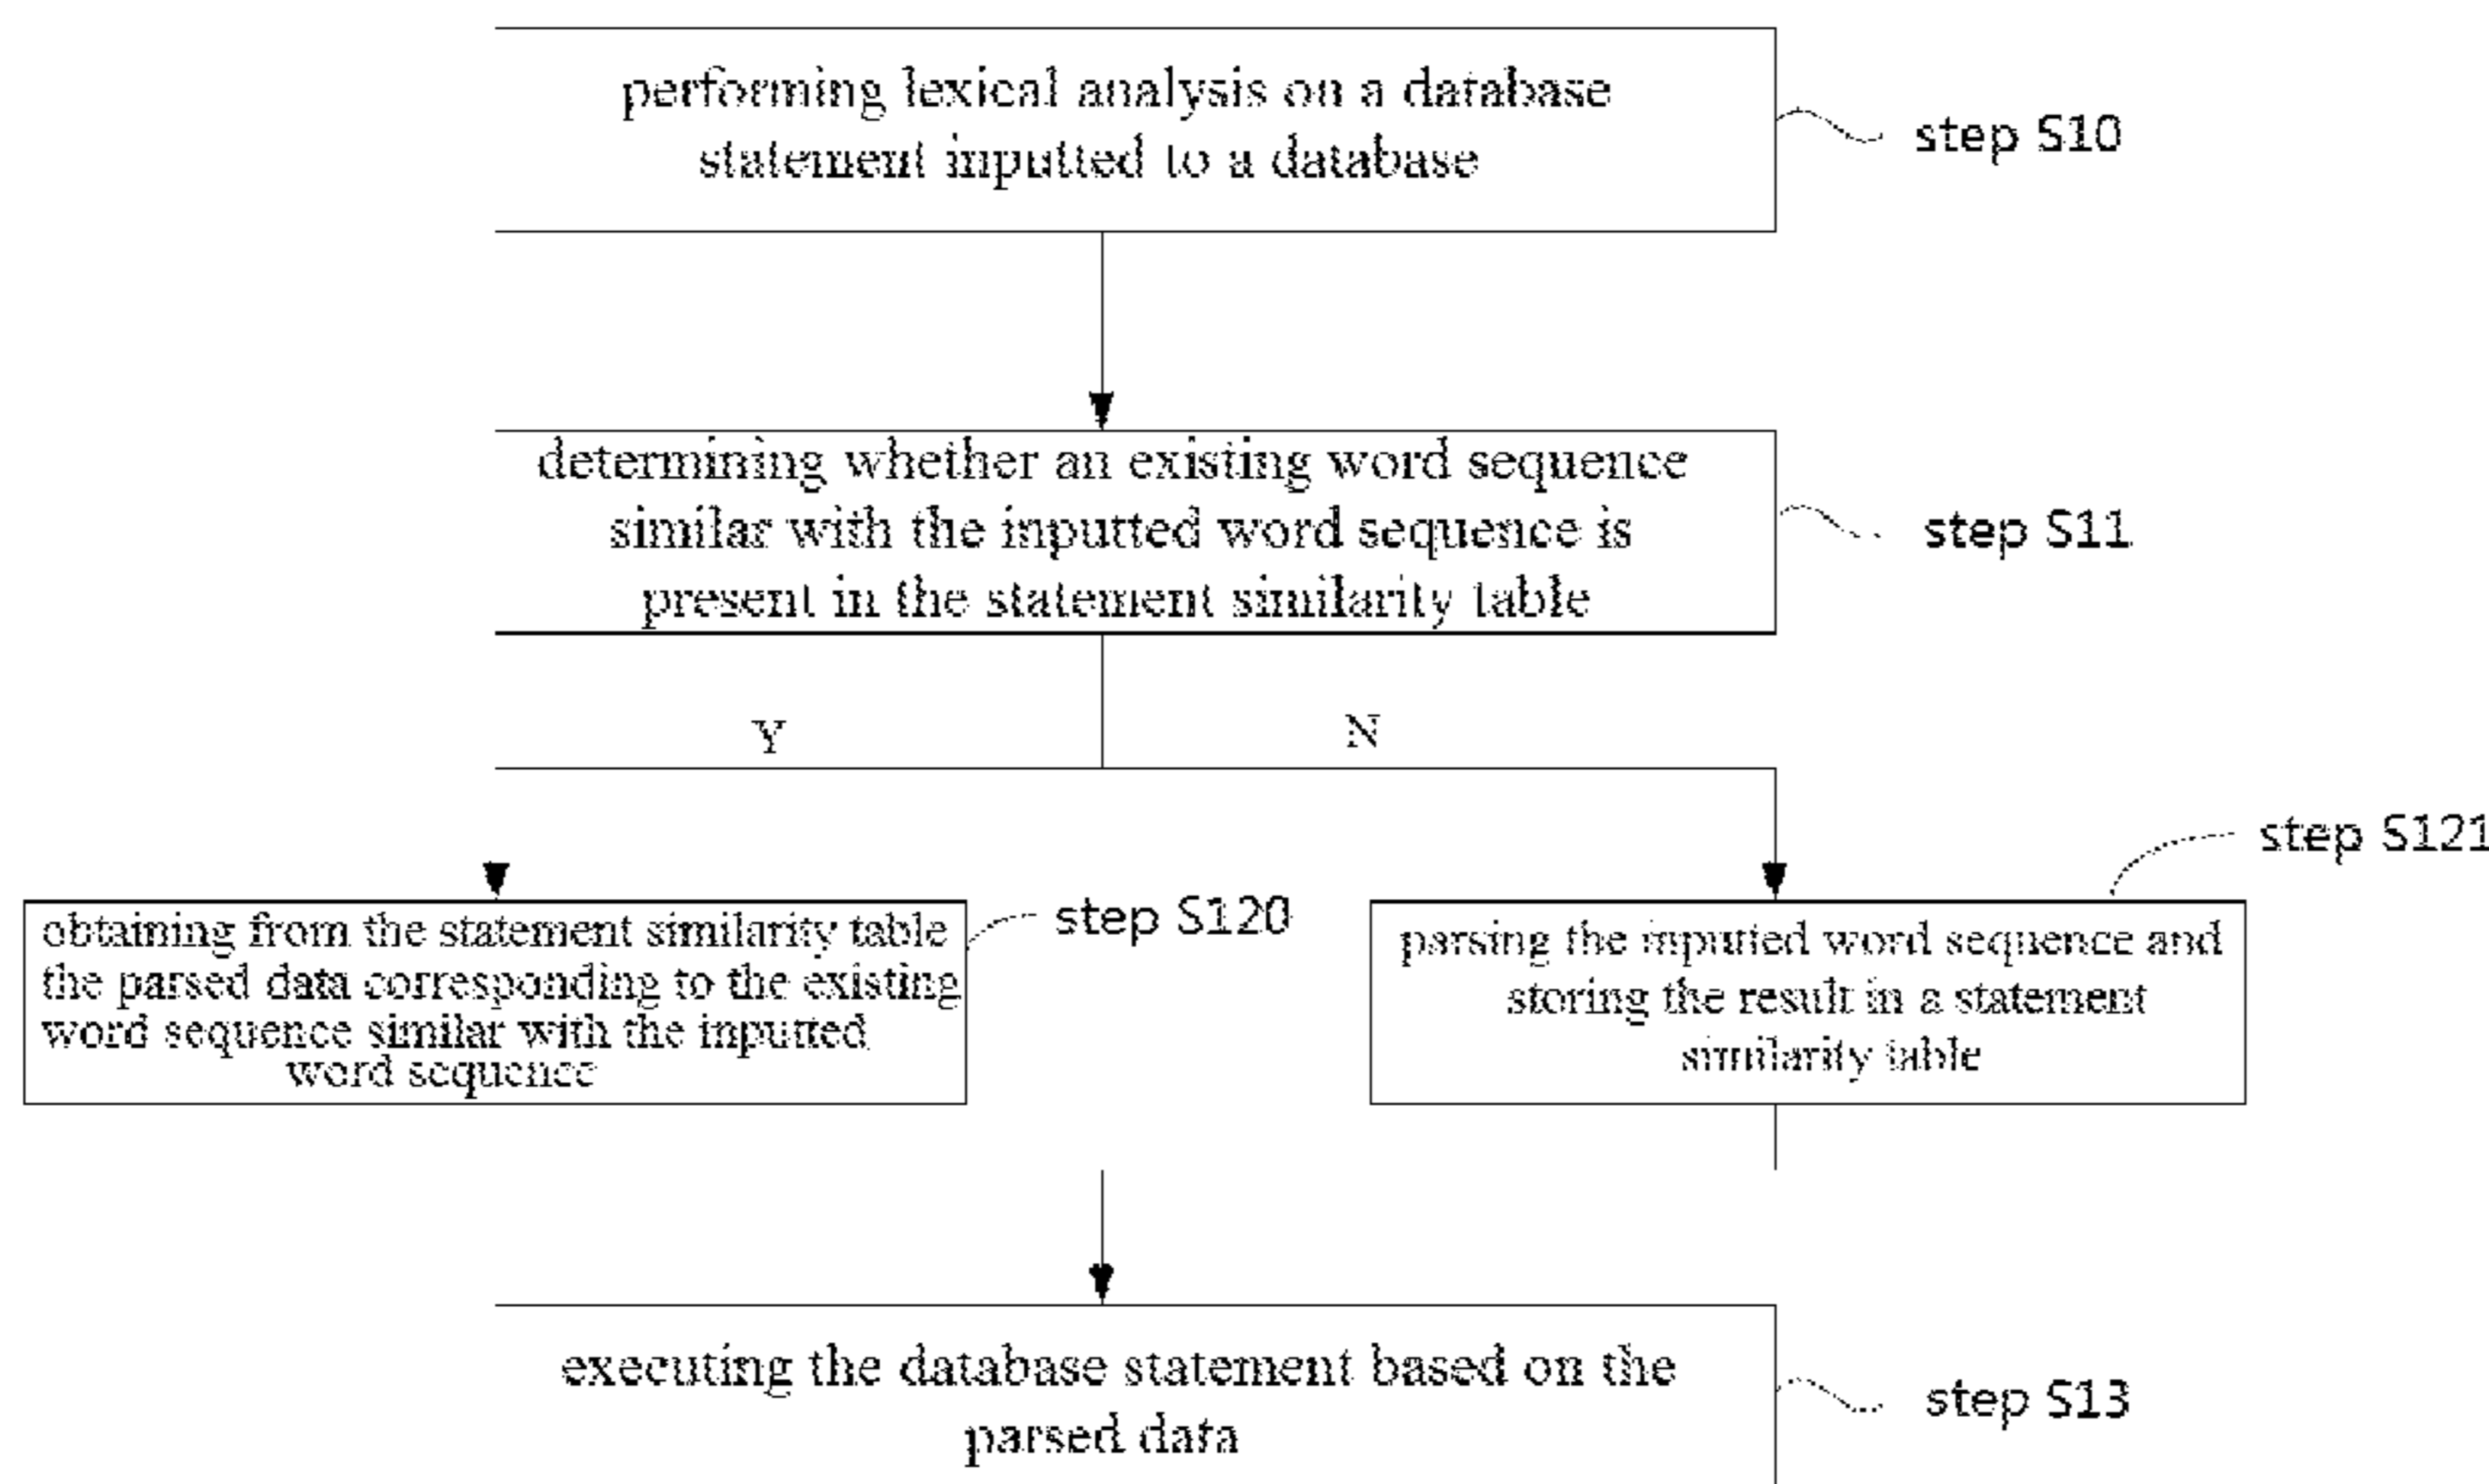 performing lexical analysis on a database
statement inputted to a database
step S10
determining whether an existing word sequence
similar with the inputted word sequence is
present in the statement similarity table
step S11
Y
N
obtaining from the statement similarity table
the parsed data corresponding to the existing
word sequence similar with the inputted
word sequence
step S120
parsing the inputted word sequence and
storing the result in a statement
similarity table
step S121
executing the database statement based on the
parsed data
step S13